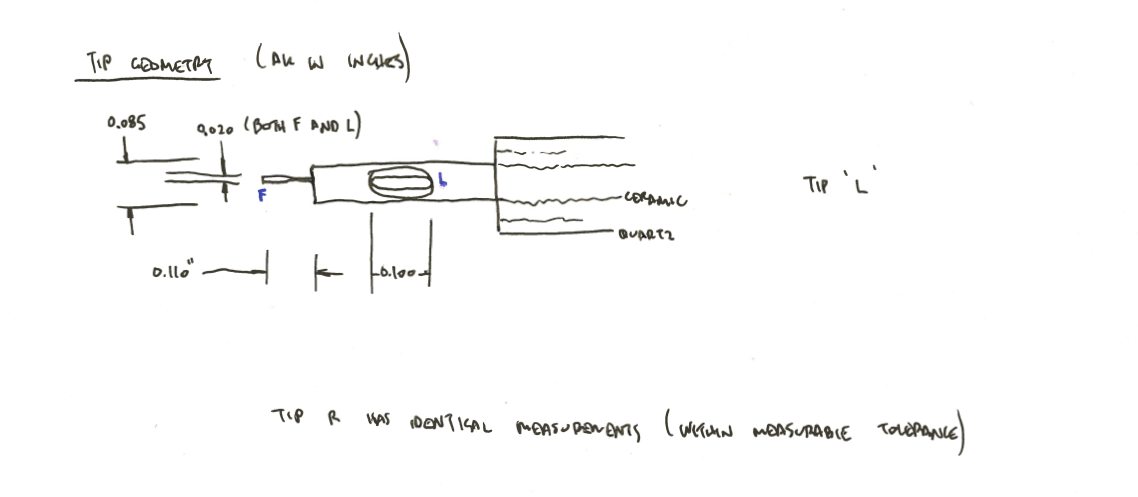 TIP GEOMETRY (ALL IN INCHES)
0.085
0.020 (BOTH F AND L)
F
L
TIP 'L'
CERAMIC
QUARTZ
0.110"
0.100
TIP R HAS IDENTICAL MEASUREMENTS (WITHIN MEASURABLE TOLERANCE)